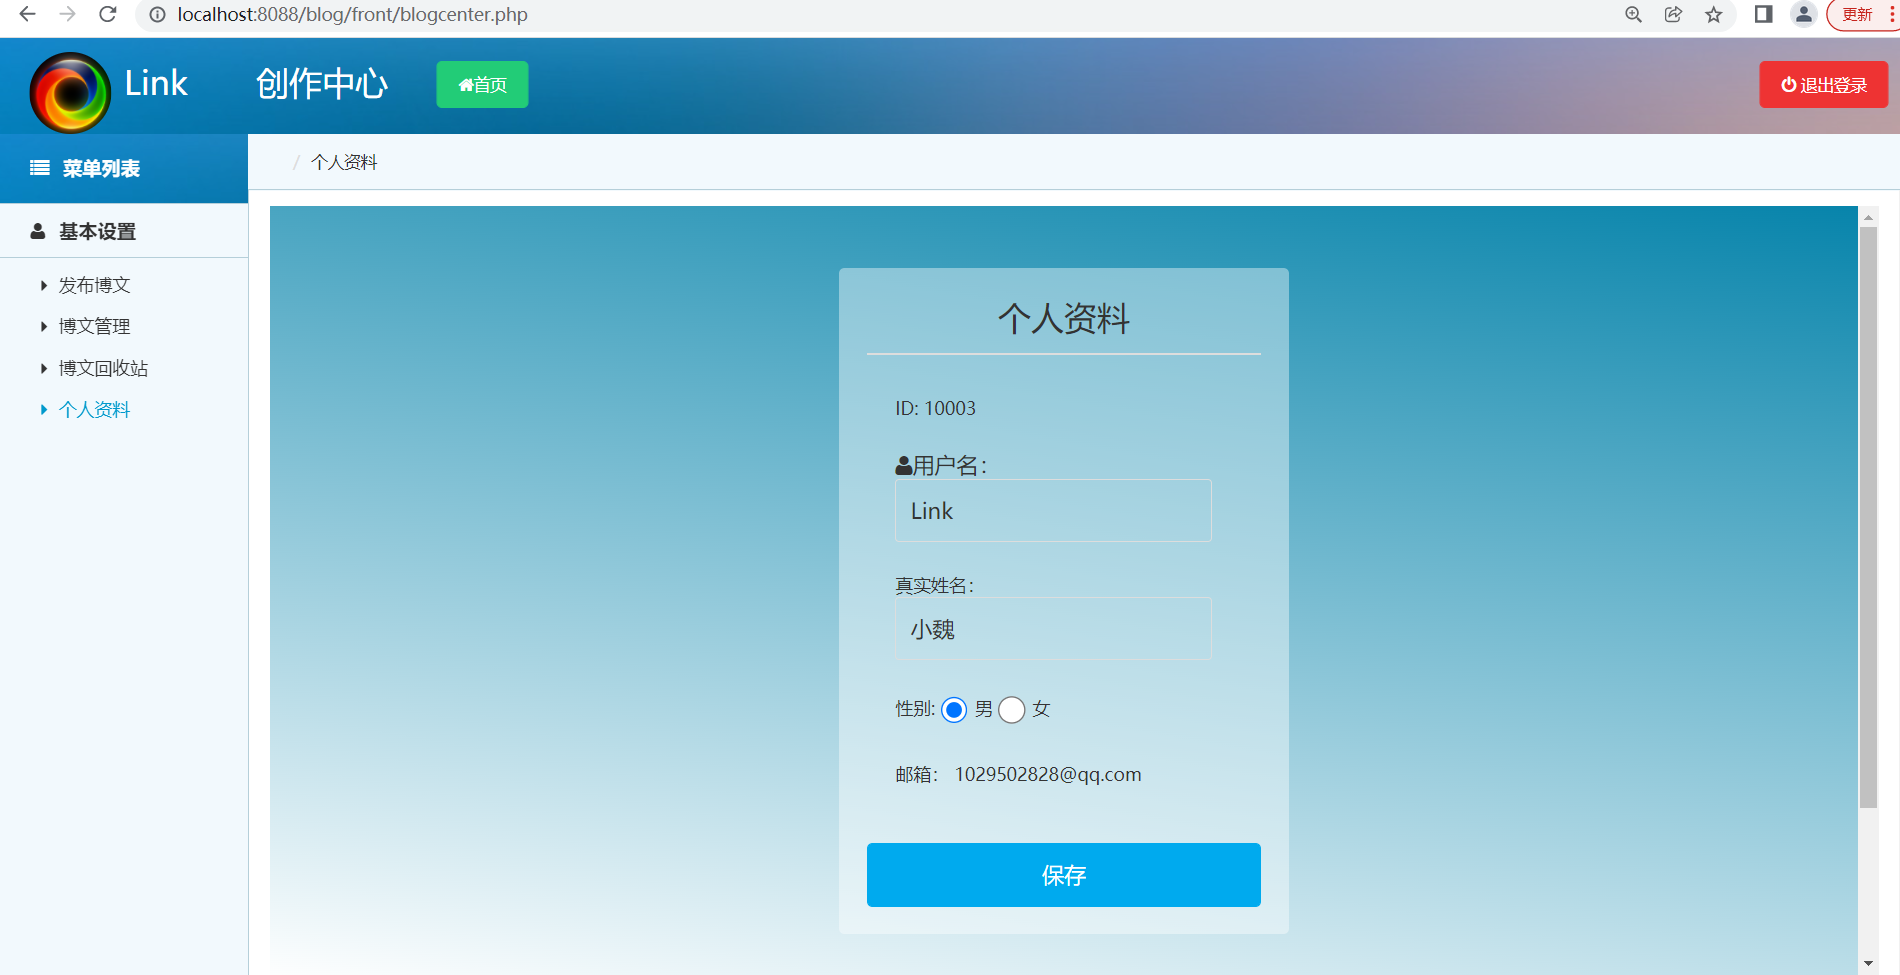 localhost:8088/blog/front/blogcenter.php
更新
Link 创作中心 首页 退出登录
菜单列表
/ 个人资料
基本设置
发布博文
博文管理
博文回收站
个人资料
个人资料
ID: 10003
用户名：
Link
真实姓名：
小魏
性别: 男 女
邮箱： 1029502828@qq.com
保存